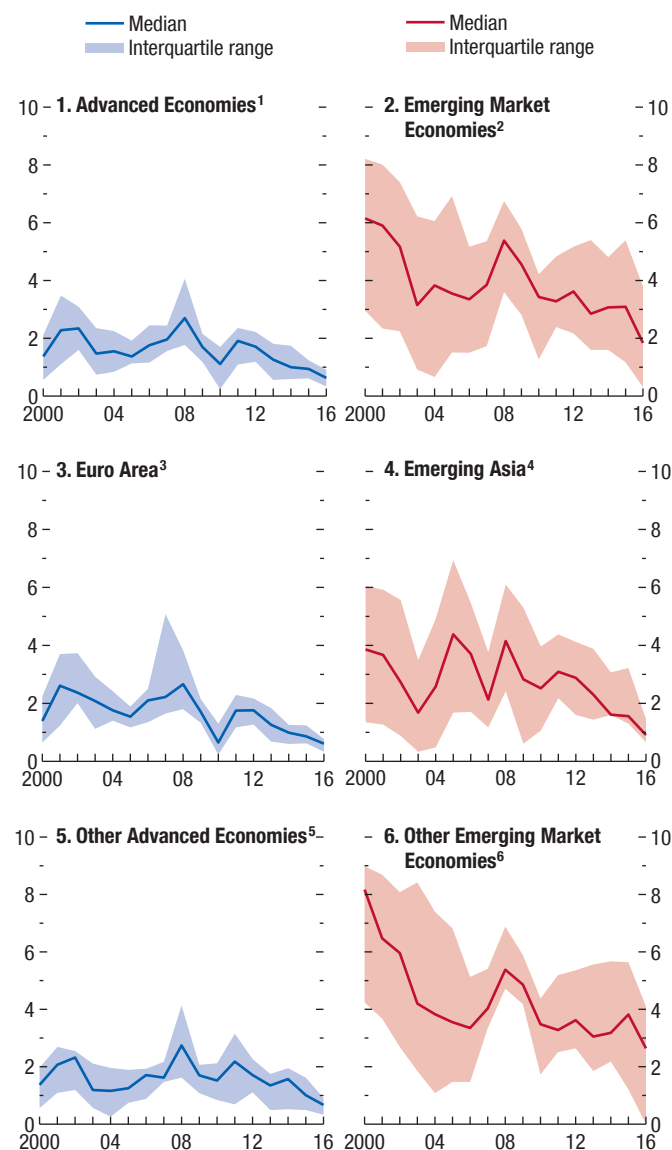 Median
Interquartile range
Median
Interquartile range
1. Advanced Economies¹
10
8
6
4
2
0
2000 04 08 12 16
2. Emerging Market
Economies²
10
8
6
4
2
0
2000 04 08 12 16
3. Euro Area³
10
8
6
4
2
0
2000 04 08 12 16
4. Emerging Asia⁴
10
8
6
4
2
0
2000 04 08 12 16
5. Other Advanced Economies⁵
10
8
6
4
2
0
2000 04 08 12 16
6. Other Emerging Market
Economies⁶
10
8
6
4
2
0
2000 04 08 12 16